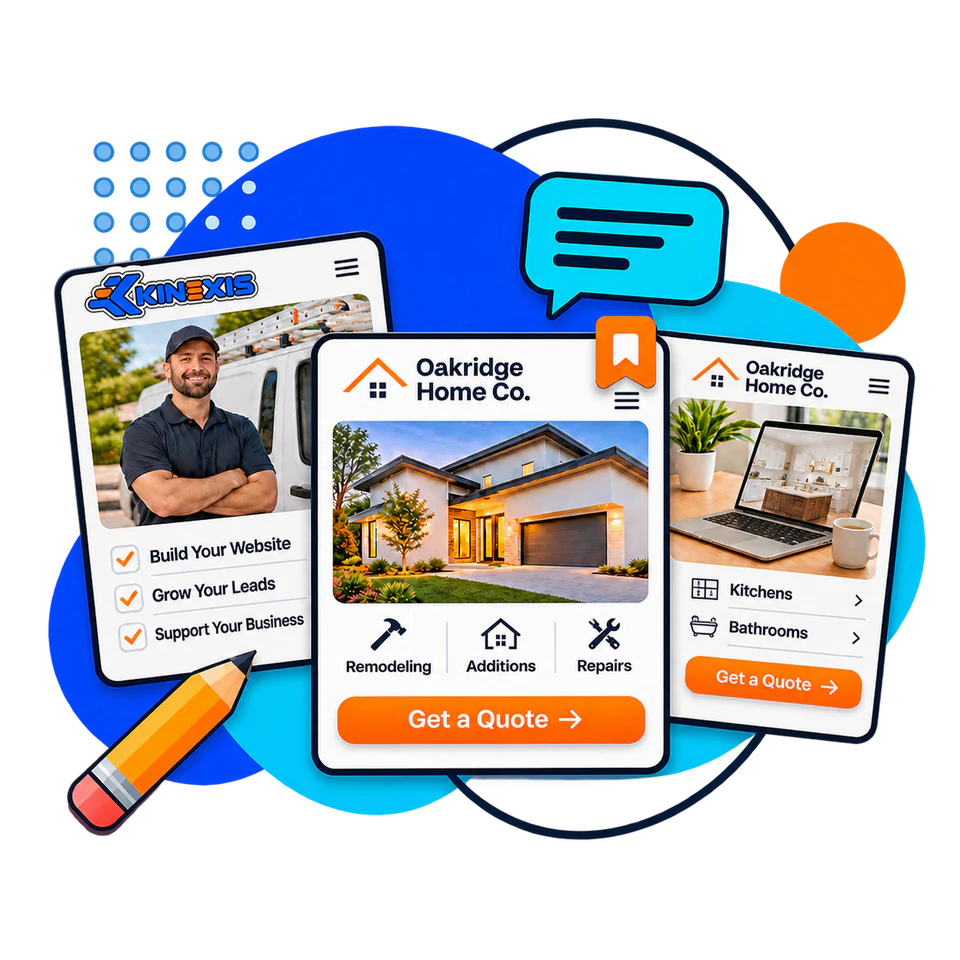 KINEXIS
Build Your Website
Grow Your Leads
Support Your Business
Oakridge
Home Co.
Remodeling
Additions
Repairs
Get a Quote →
Oakridge
Home Co.
Kitchens
Bathrooms
Get a Quote →